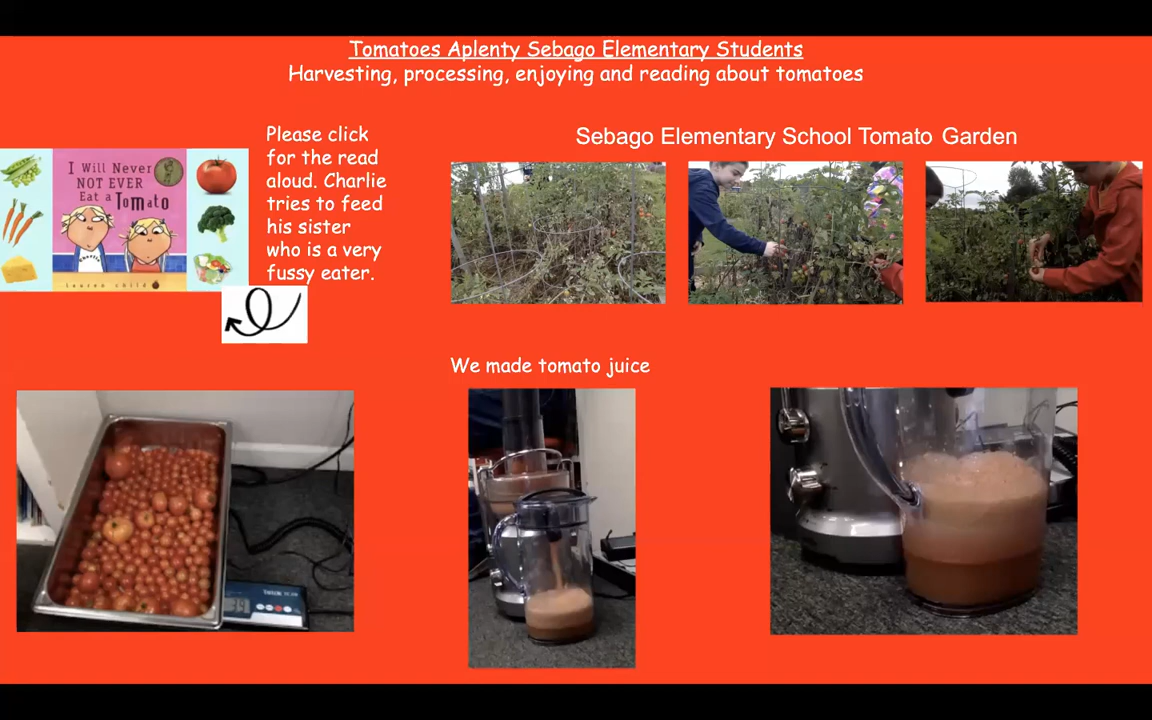 Tomatoes Aplenty Sebago Elementary Students
Harvesting, processing, enjoying and reading about tomatoes
I Will Never
NOT EVER
Eat a Tomato
Charlie
lauren child
Please click
for the read
aloud. Charlie
tries to feed
his sister
who is a very
fussy eater.
Sebago Elementary School Tomato Garden
We made tomato juice